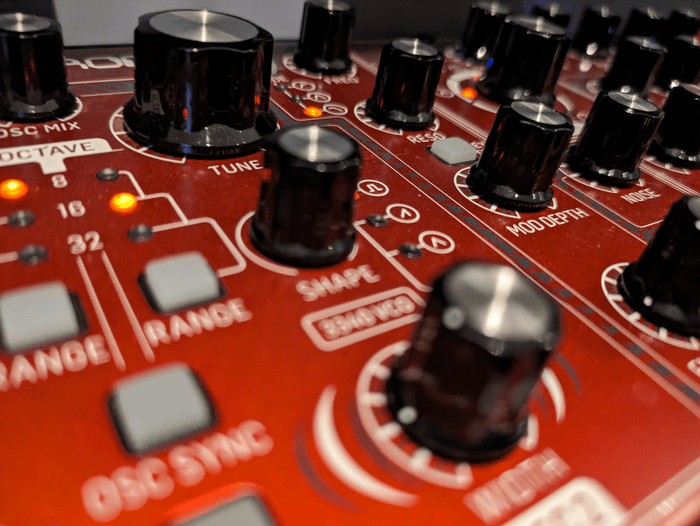 OSC MIX
TUNE
OCTAVE
8
16
32
RESO
MOD DEPTH
NOISE
SHAPE
3340 VCO
RANGE
RANGE
OSC SYNC
WIDTH